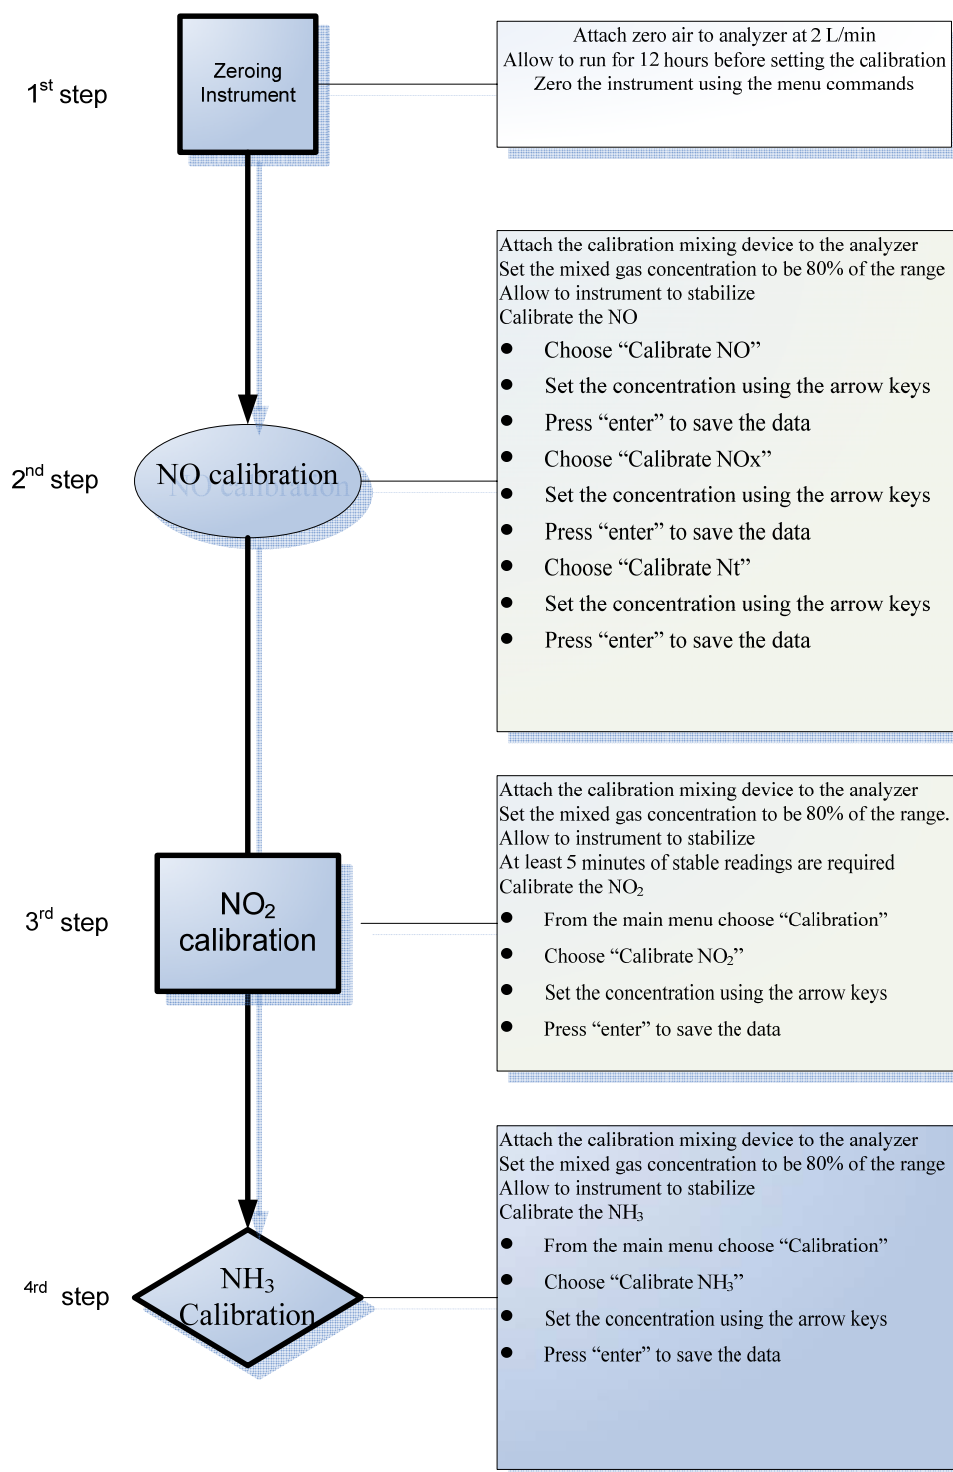 1st step
Zeroing
Instrument
Attach zero air to analyzer at 2 L/min
Allow to run for 12 hours before setting the calibration
Zero the instrument using the menu commands
2nd step
NO calibration
Attach the calibration mixing device to the analyzer
Set the mixed gas concentration to be 80% of the range
Allow to instrument to stabilize
Calibrate the NO
● Choose “Calibrate NO”
● Set the concentration using the arrow keys
● Press “enter” to save the data
● Choose “Calibrate NOx”
● Set the concentration using the arrow keys
● Press “enter” to save the data
● Choose “Calibrate Nt”
● Set the concentration using the arrow keys
● Press “enter” to save the data
3rd step
NO2
calibration
Attach the calibration mixing device to the analyzer
Set the mixed gas concentration to be 80% of the range.
Allow to instrument to stabilize
At least 5 minutes of stable readings are required
Calibrate the NO2
● From the main menu choose “Calibration”
● Choose “Calibrate NO2”
● Set the concentration using the arrow keys
● Press “enter” to save the data
4rd step
NH3
Calibration
Attach the calibration mixing device to the analyzer
Set the mixed gas concentration to be 80% of the range
Allow to instrument to stabilize
Calibrate the NH3
● From the main menu choose “Calibration”
● Choose “Calibrate NH3”
● Set the concentration using the arrow keys
● Press “enter” to save the data